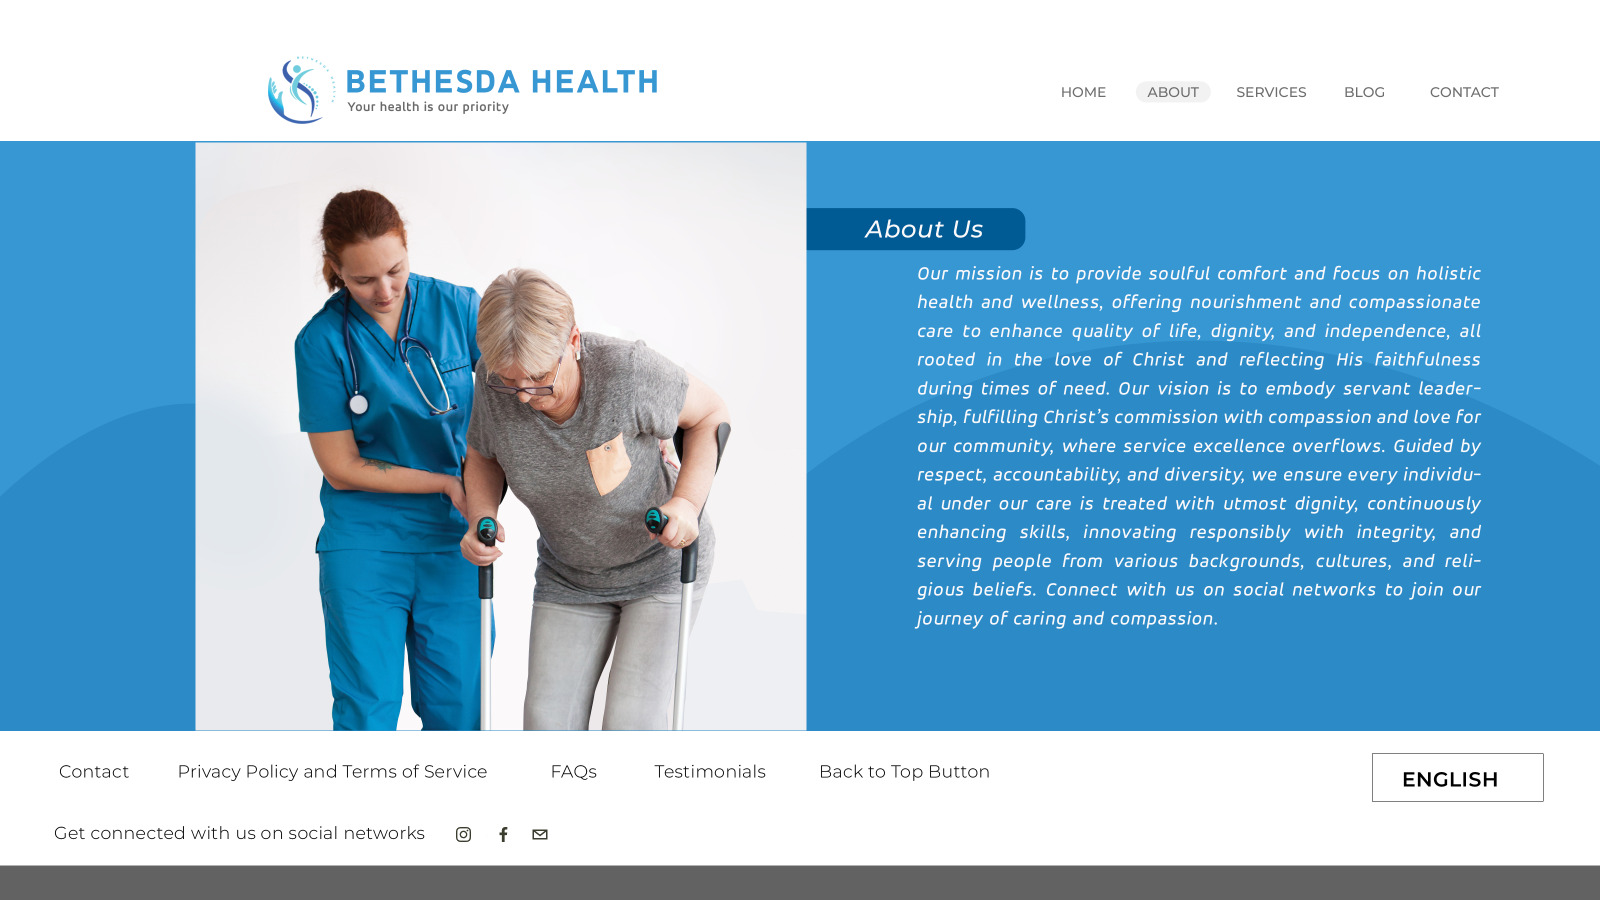 BETHESDA HEALTH
Your health is our priority
HOME ABOUT SERVICES BLOG CONTACT
About Us
Our mission is to provide soulful comfort and focus on holistic
health and wellness, offering nourishment and compassionate
care to enhance quality of life, dignity, and independence, all
rooted in the love of Christ and reflecting His faithfulness
during times of need. Our vision is to embody servant leader-
ship, fulfilling Christ’s commission with compassion and love for
our community, where service excellence overflows. Guided by
respect, accountability, and diversity, we ensure every individu-
al under our care is treated with utmost dignity, continuously
enhancing skills, innovating responsibly with integrity, and
serving people from various backgrounds, cultures, and reli-
gious beliefs. Connect with us on social networks to join our
journey of caring and compassion.
Contact Privacy Policy and Terms of Service FAQs Testimonials Back to Top Button
ENGLISH
Get connected with us on social networks